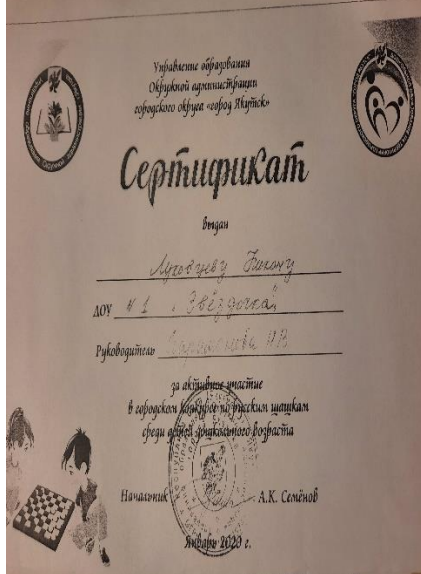 Управление образования
Окружной администрации
городского округа «город Якутск»
Сертификат
выдан
Луковцеву
ДОУ № 1 "Звёздочка"
Руководитель Н.В
за активное участие
в городском конкурсе по русским шашкам
среди детей дошкольного возраста
Начальник А.К. Семёнов
Январь 2020 г.